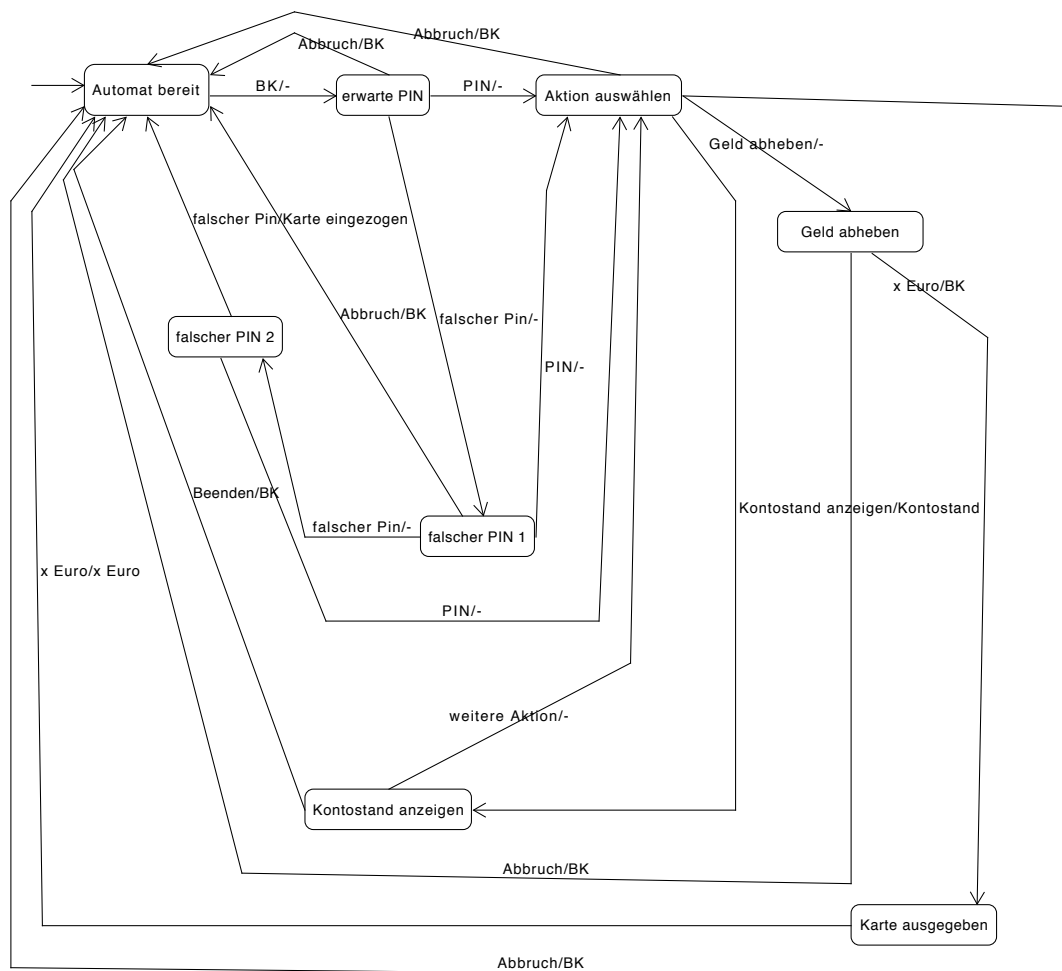 Abbruch/BK
Abbruch/BK
Automat bereit
BK/-
erwarte PIN
PIN/-
Aktion auswählen
Geld abheben/-
falscher Pin/Karte eingezogen
Geld abheben
x Euro/BK
Abbruch/BK
falscher Pin/-
falscher PIN 2
PIN/-
Beenden/BK
Kontostand anzeigen/Kontostand
falscher Pin/-
falscher PIN 1
x Euro/x Euro
PIN/-
weitere Aktion/-
Kontostand anzeigen
Abbruch/BK
Karte ausgegeben
Abbruch/BK